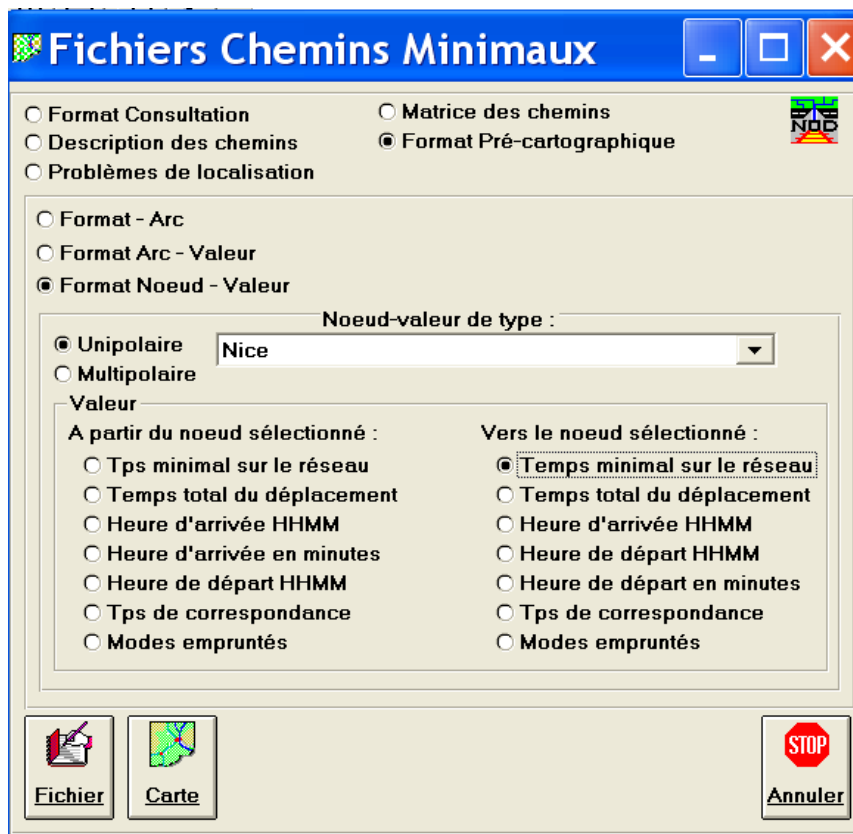 Fichiers Chemins Minimaux
Format Consultation
Matrice des chemins
NOD
Description des chemins
Format Pré-cartographique
Problèmes de localisation
Format - Arc
Format Arc - Valeur
Format Noeud - Valeur
Noeud-valeur de type :
Unipolaire
Nice
Multipolaire
Valeur
A partir du noeud sélectionné :
Tps minimal sur le réseau
Temps total du déplacement
Heure d'arrivée HHMM
Heure d'arrivée en minutes
Heure de départ HHMM
Tps de correspondance
Modes empruntés
Vers le noeud sélectionné :
Temps minimal sur le réseau
Temps total du déplacement
Heure d'arrivée HHMM
Heure de départ HHMM
Heure de départ en minutes
Tps de correspondance
Modes empruntés
Fichier
Carte
STOP
Annuler